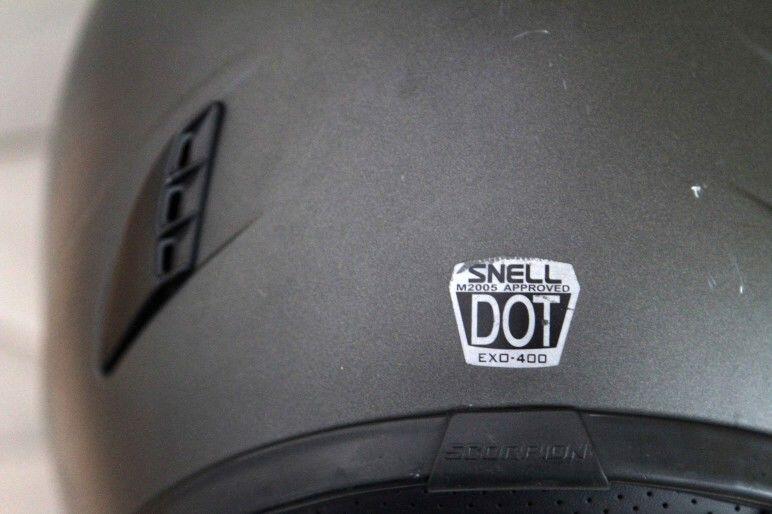 SNELL
M2005 APPROVED
DOT
EXO-400
SCORPION